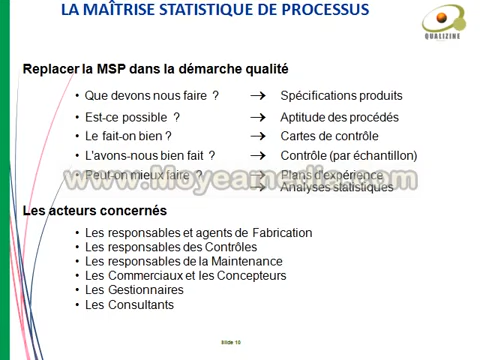 LA MAÎTRISE STATISTIQUE DE PROCESSUS
QUALIZINE
Replacer la MSP dans la démarche qualité
• Que devons nous faire ? → Spécifications produits
• Est-ce possible ? → Aptitude des procédés
• Le fait-on bien ? → Cartes de contrôle
• L'avons-nous bien fait ? → Contrôle (par échantillon)
• Peut-on mieux faire ? → Plans d'expérience
→ Analyses statistiques
www.Moyeamedia.com
Les acteurs concernés
• Les responsables et agents de Fabrication
• Les responsables des Contrôles
• Les responsables de la Maintenance
• Les Commerciaux et les Concepteurs
• Les Gestionnaires
• Les Consultants
Slide 10